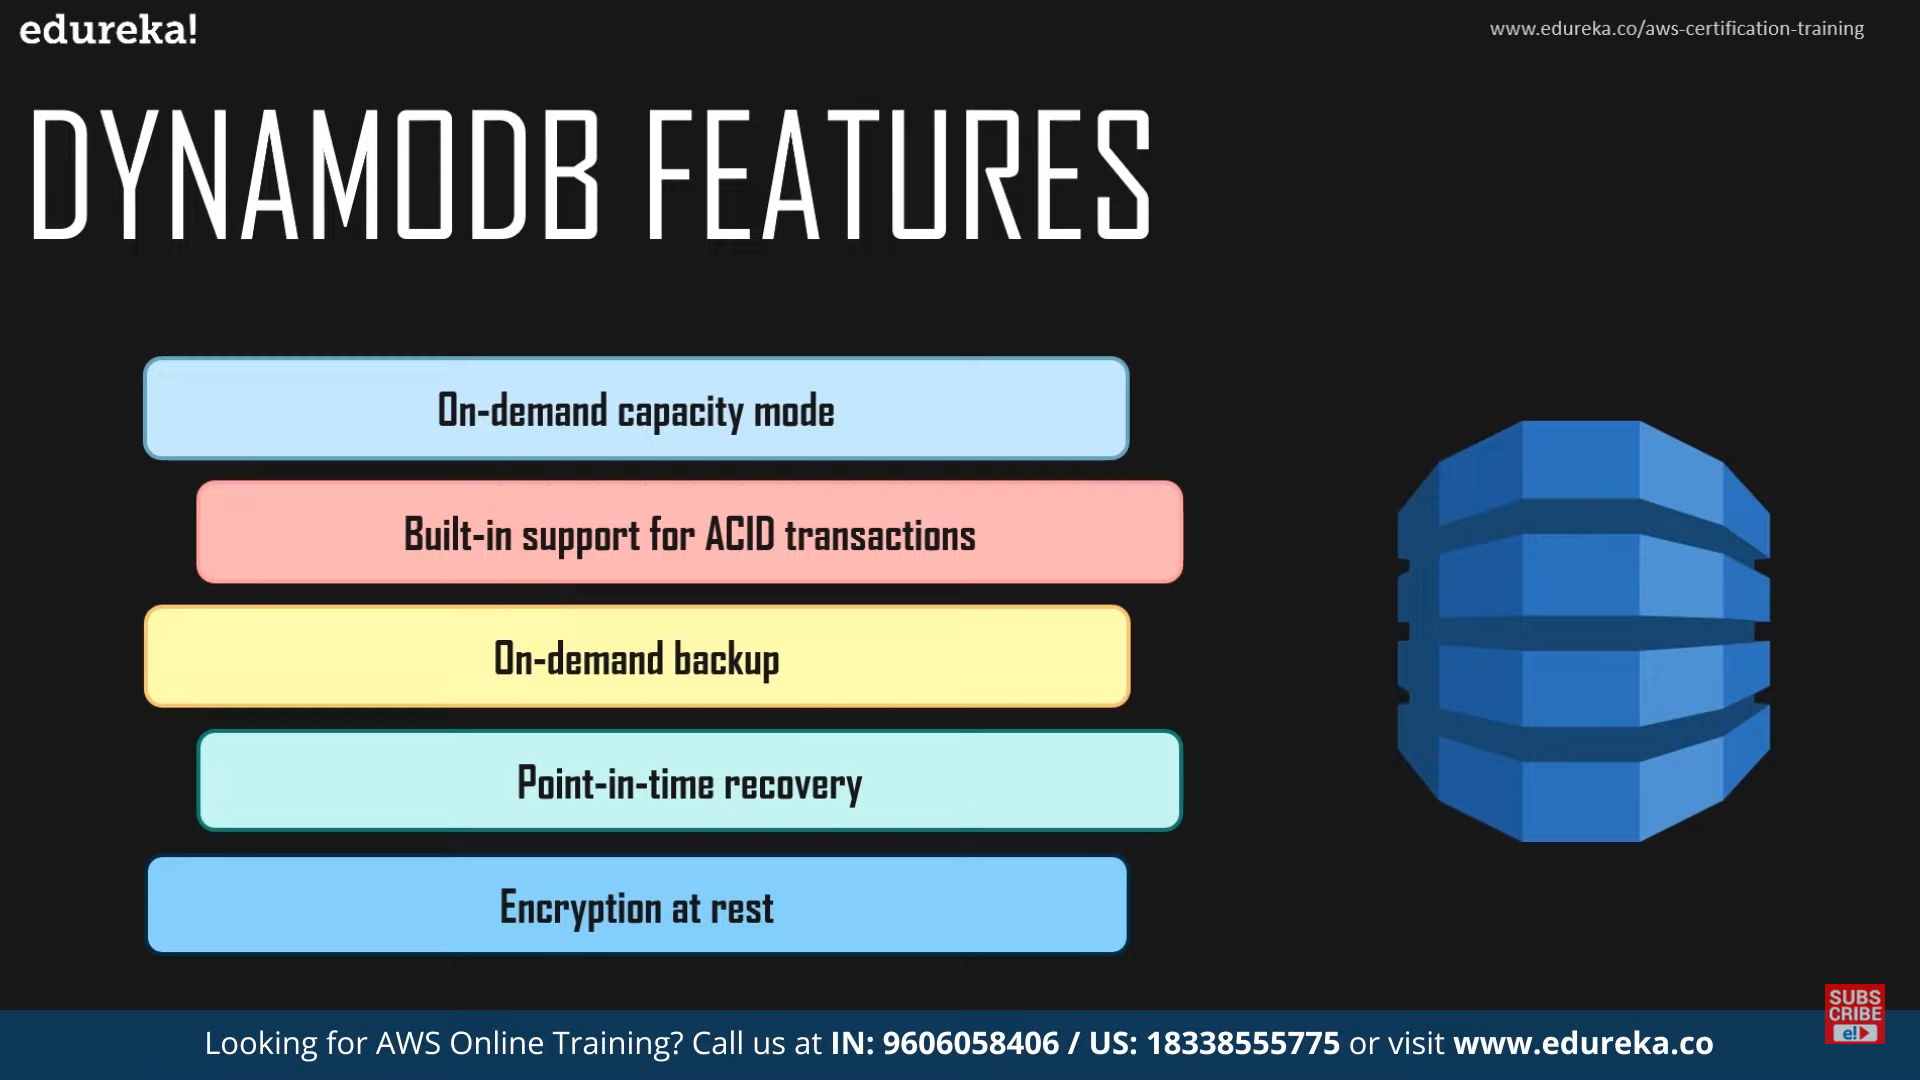 edureka!
www.edureka.co/aws-certification-training
DYNAMODB FEATURES
On-demand capacity mode
Built-in support for ACID transactions
On-demand backup
Point-in-time recovery
Encryption at rest
SUBS
CRIBE
e!
Looking for AWS Online Training? Call us at IN: 9606058406 / US: 18338555775 or visit www.edureka.co